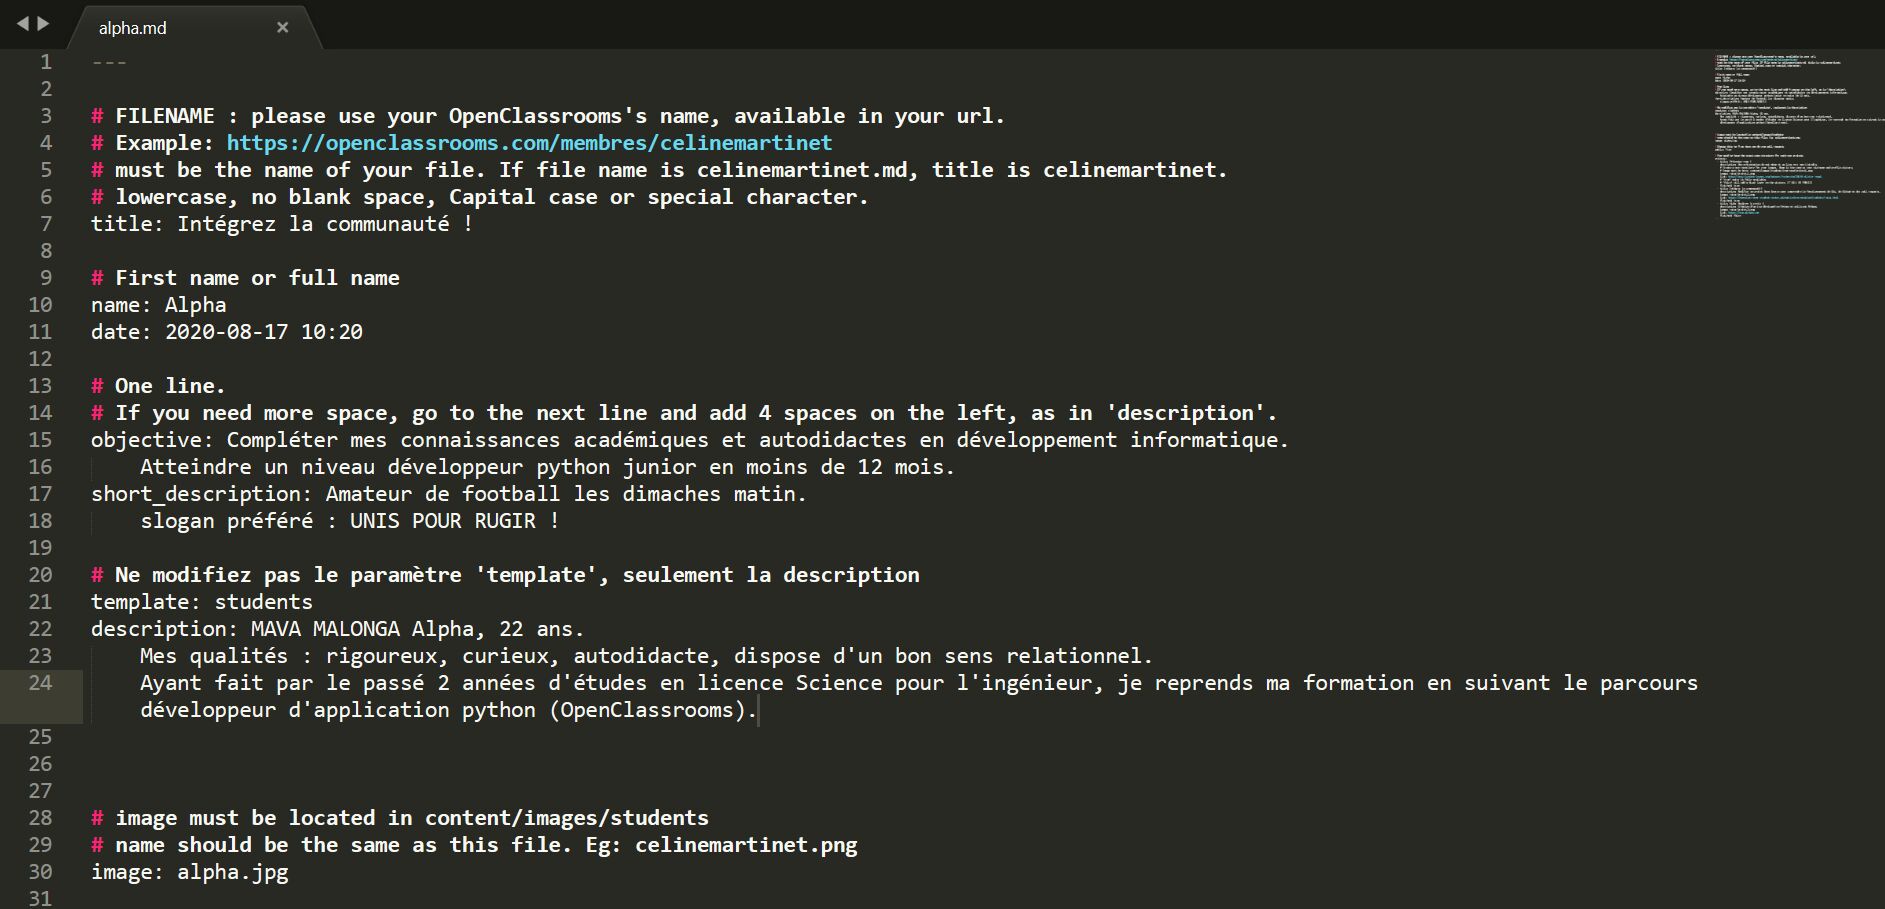 alpha.md
1 ---
2
3 # FILENAME : please use your OpenClassrooms's name, available in your url.
4 # Example: https://openclassrooms.com/membres/celinemartinet
5 # must be the name of your file. If file name is celinemartinet.md, title is celinemartinet.
6 # lowercase, no blank space, Capital case or special character.
7 title: Intégrez la communauté !
8
9 # First name or full name
10 name: Alpha
11 date: 2020-08-17 10:20
12
13 # One line.
14 # If you need more space, go to the next line and add 4 spaces on the left, as in 'description'.
15 objective: Compléter mes connaissances académiques et autodidactes en développement informatique.
16     Atteindre un niveau développeur python junior en moins de 12 mois.
17 short_description: Amateur de football les dimaches matin.
18     slogan préféré : UNIS POUR RUGIR !
19
20 # Ne modifiez pas le paramètre 'template', seulement la description
21 template: students
22 description: MAVA MALONGA Alpha, 22 ans.
23     Mes qualités : rigoureux, curieux, autodidacte, dispose d'un bon sens relationnel.
24     Ayant fait par le passé 2 années d'études en licence Science pour l'ingénieur, je reprends ma formation en suivant le parcours
développeur d'application python (OpenClassrooms).
25
26
27
28 # image must be located in content/images/students
29 # name should be the same as this file. Eg: celinemartinet.png
30 image: alpha.jpg
31